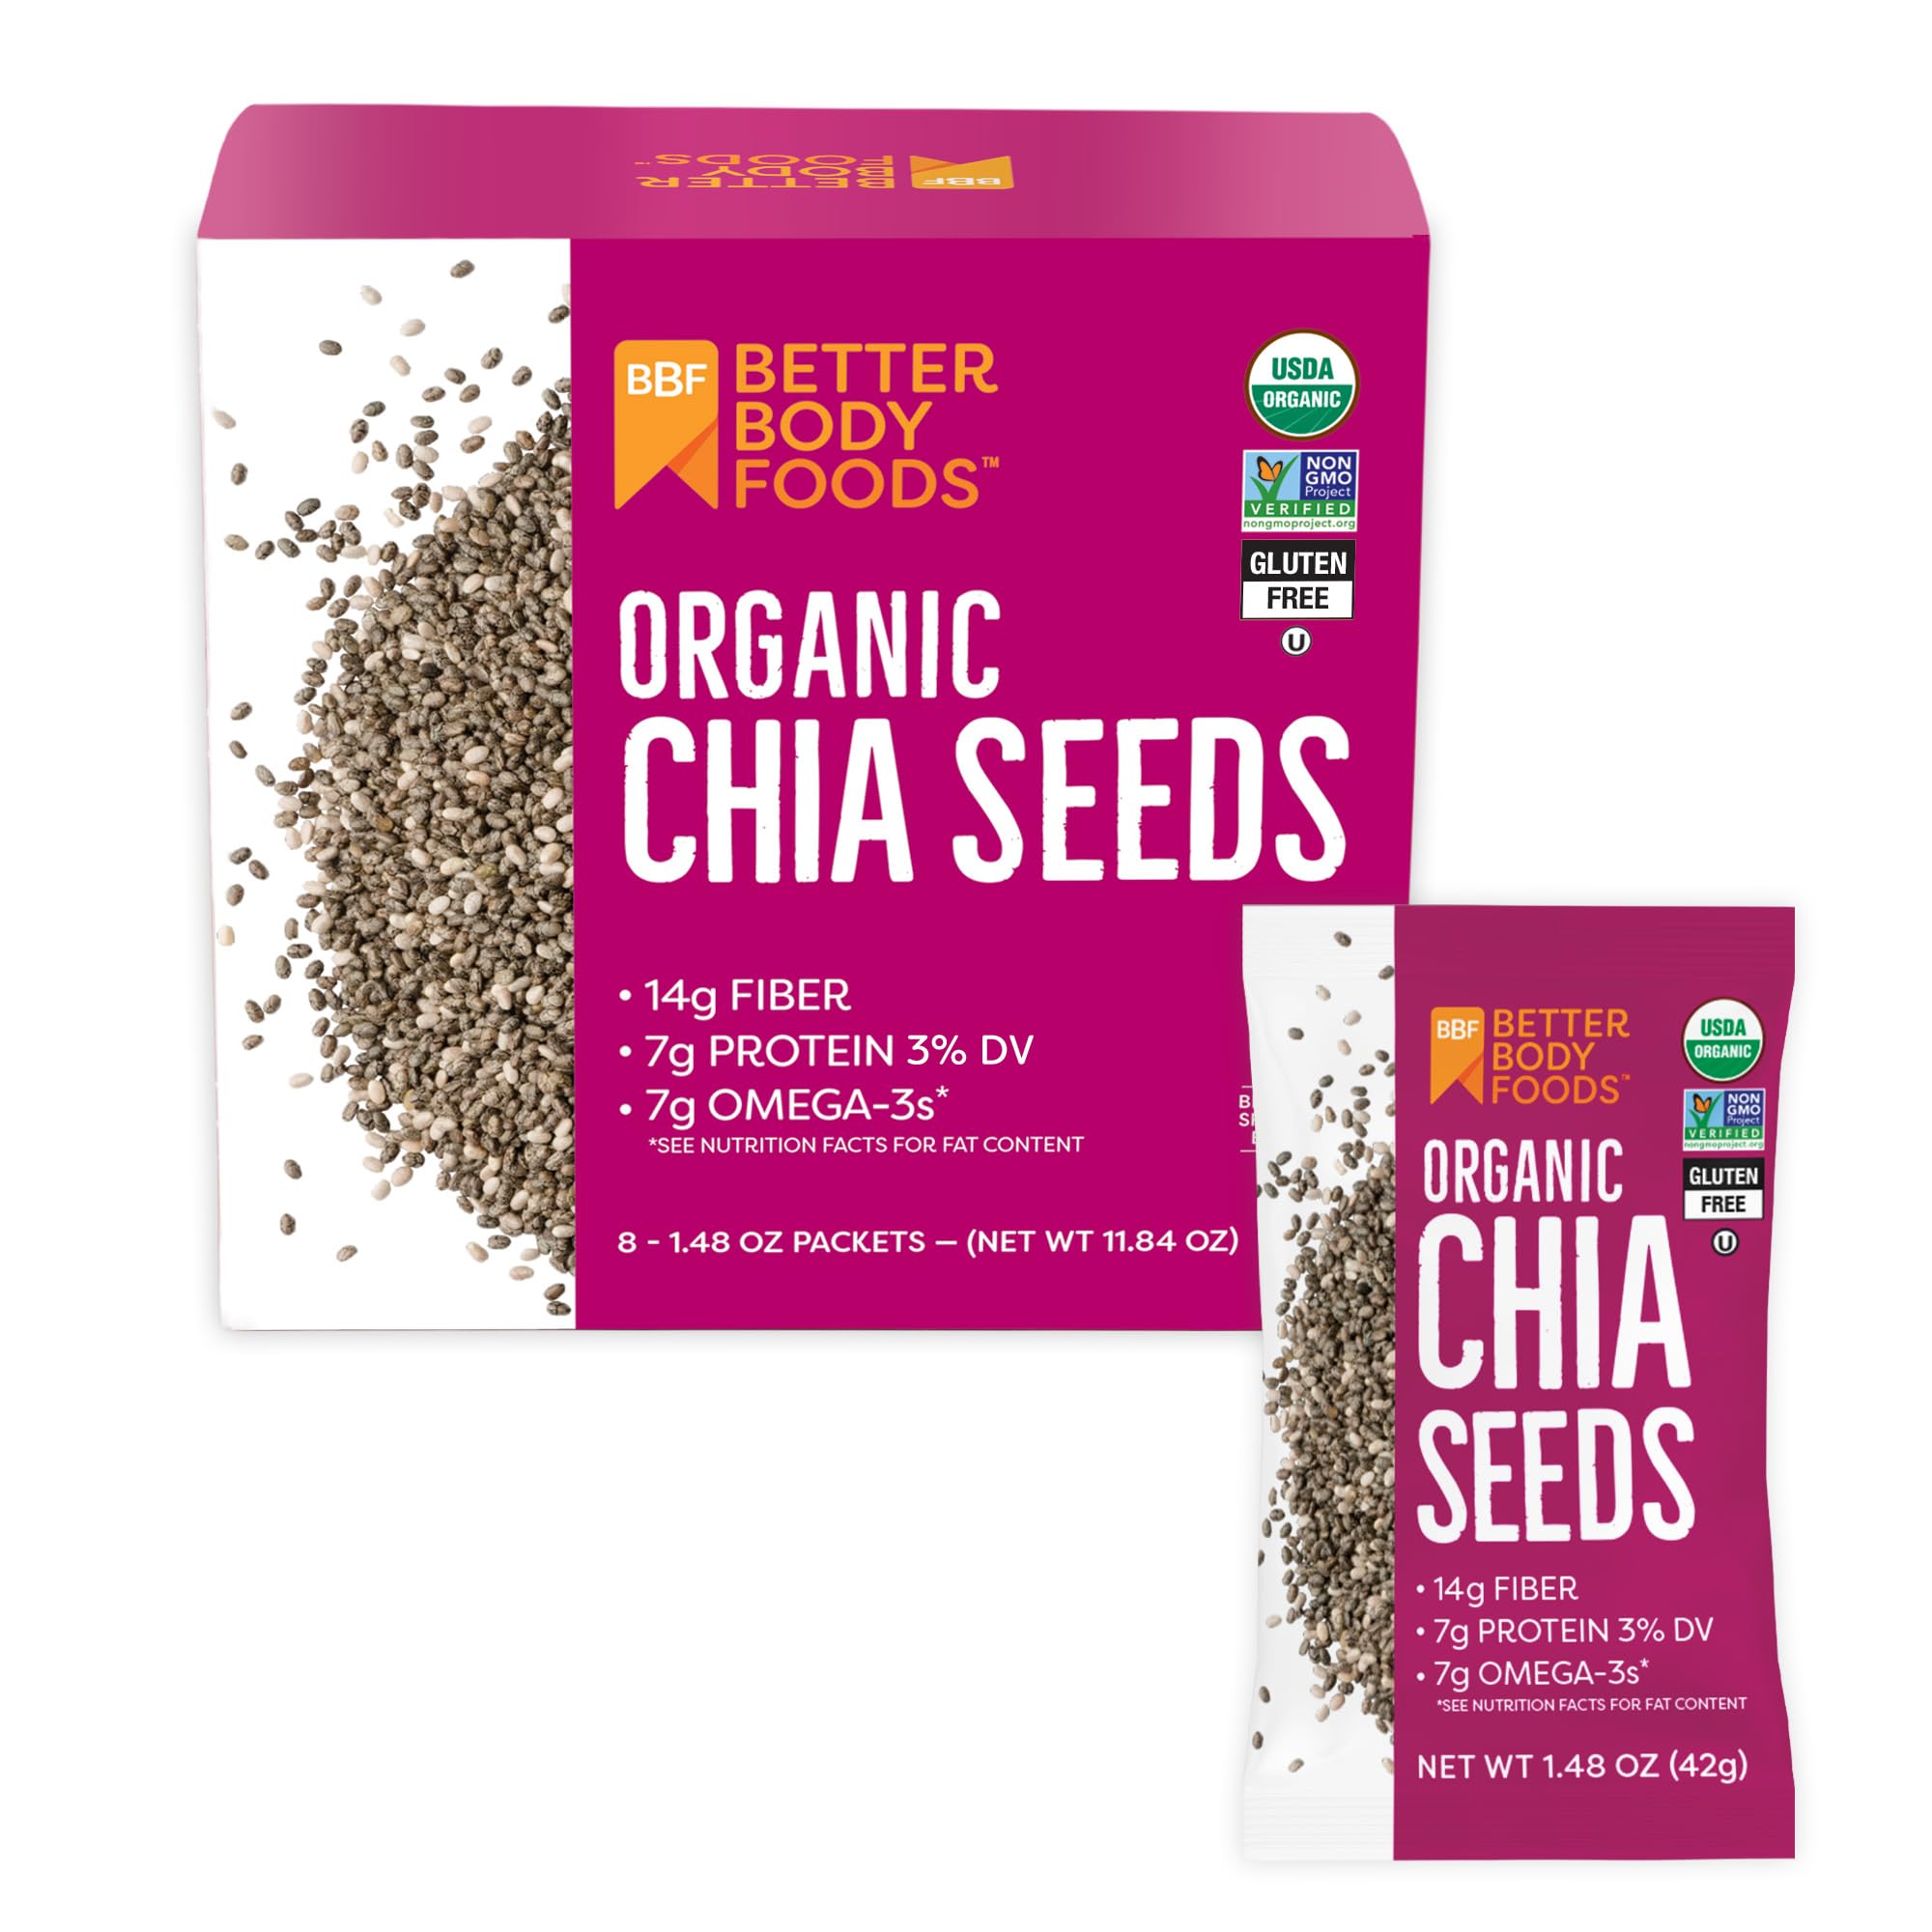 BBF
BETTER
BODY
FOODS™
BBF
BETTER
BODY
FOODS™
USDA
ORGANIC
NON
GMO
Project
VERIFIED
nongmoproject.org
GLUTEN
FREE
U
ORGANIC
CHIA SEEDS
• 14g FIBER
• 7g PROTEIN 3% DV
• 7g OMEGA-3s*
*SEE NUTRITION FACTS FOR FAT CONTENT
8 - 1.48 OZ PACKETS — (NET WT 11.84 OZ)
BBF
BETTER
BODY
FOODS™
USDA
ORGANIC
NON
GMO
Project
VERIFIED
nongmoproject.org
GLUTEN
FREE
U
ORGANIC
CHIA
SEEDS
• 14g FIBER
• 7g PROTEIN 3% DV
• 7g OMEGA-3s*
*SEE NUTRITION FACTS FOR FAT CONTENT
NET WT 1.48 OZ (42g)